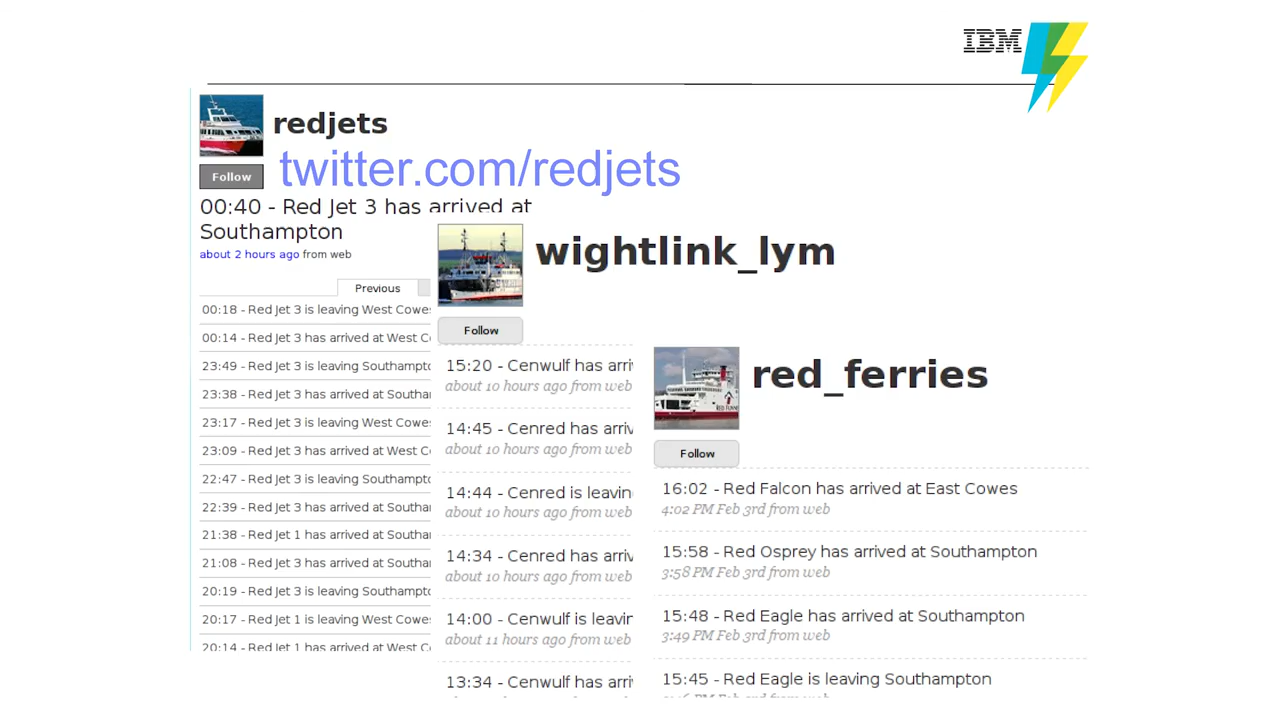 IBM
redjets
Follow
twitter.com/redjets
00:40 - Red Jet 3 has arrived at
Southampton
about 2 hours ago from web
Previous
00:18 - Red Jet 3 is leaving West Cowes
00:14 - Red Jet 3 has arrived at West C
23:49 - Red Jet 3 is leaving Southampto
23:38 - Red Jet 3 has arrived at Southa
23:17 - Red Jet 3 is leaving West Cowes
23:09 - Red Jet 3 has arrived at West C
22:47 - Red Jet 3 is leaving Southampto
22:39 - Red Jet 3 has arrived at Southa
21:38 - Red Jet 1 has arrived at Southa
21:08 - Red Jet 3 has arrived at Southa
20:19 - Red Jet 3 is leaving Southampto
20:17 - Red Jet 1 is leaving West Cowes
20:14 - Red Jet 1 has arrived at West C
wightlink_lym
Follow
15:20 - Cenwulf has arriv
about 10 hours ago from web
14:45 - Cenred has arriv
about 10 hours ago from web
14:44 - Cenred is leavin
about 10 hours ago from web
14:34 - Cenred has arriv
about 10 hours ago from web
14:00 - Cenwulf is leavin
about 11 hours ago from web
13:34 - Cenwulf has arriv
red_ferries
Follow
16:02 - Red Falcon has arrived at East Cowes
4:02 PM Feb 3rd from web
15:58 - Red Osprey has arrived at Southampton
3:58 PM Feb 3rd from web
15:48 - Red Eagle has arrived at Southampton
3:49 PM Feb 3rd from web
15:45 - Red Eagle is leaving Southampton